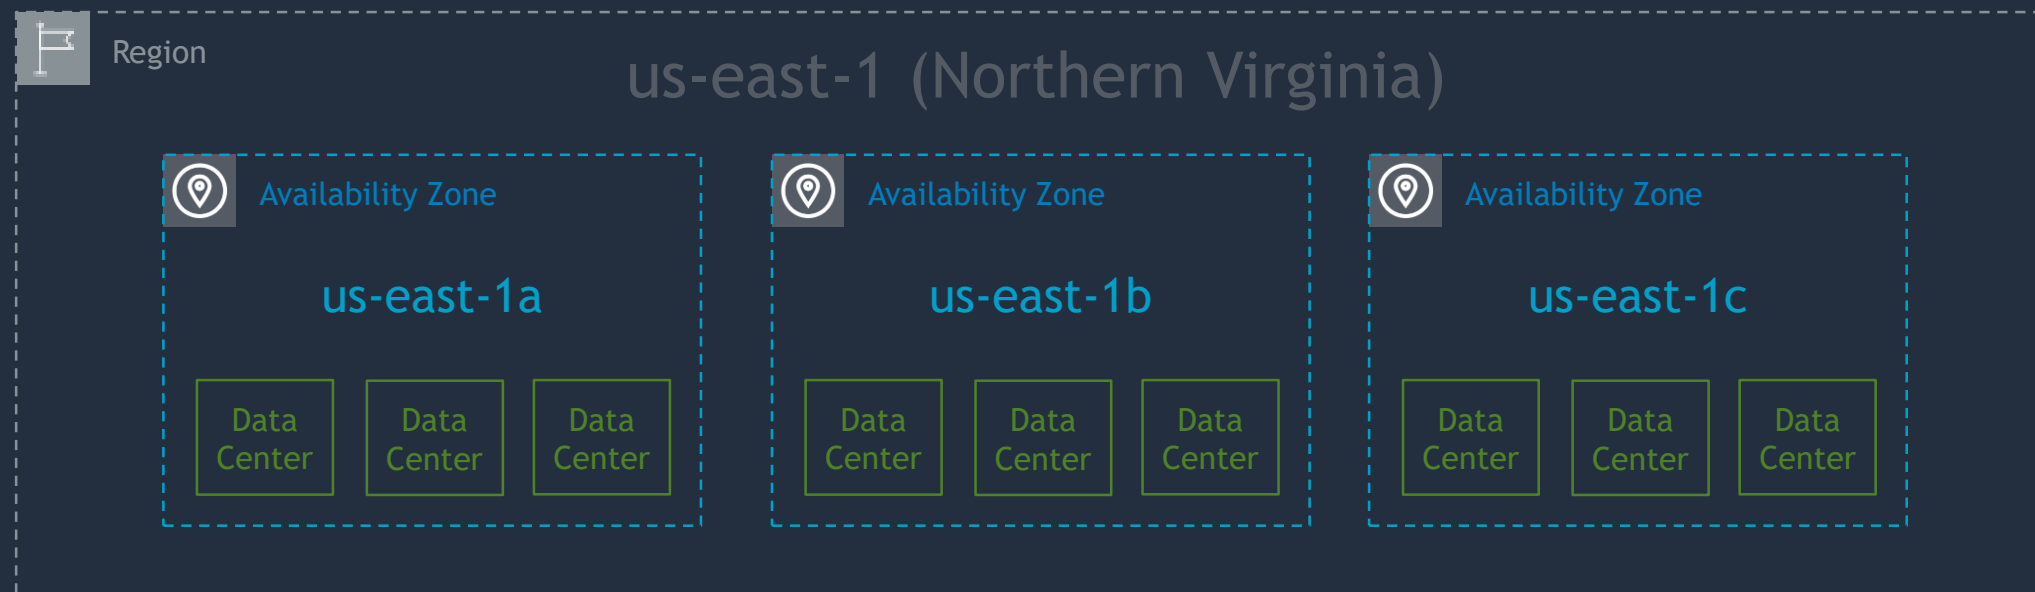 Region
us-east-1 (Northern Virginia)
Availability Zone
us-east-1a
Data
Center
Data
Center
Data
Center
Availability Zone
us-east-1b
Data
Center
Data
Center
Data
Center
Availability Zone
us-east-1c
Data
Center
Data
Center
Data
Center